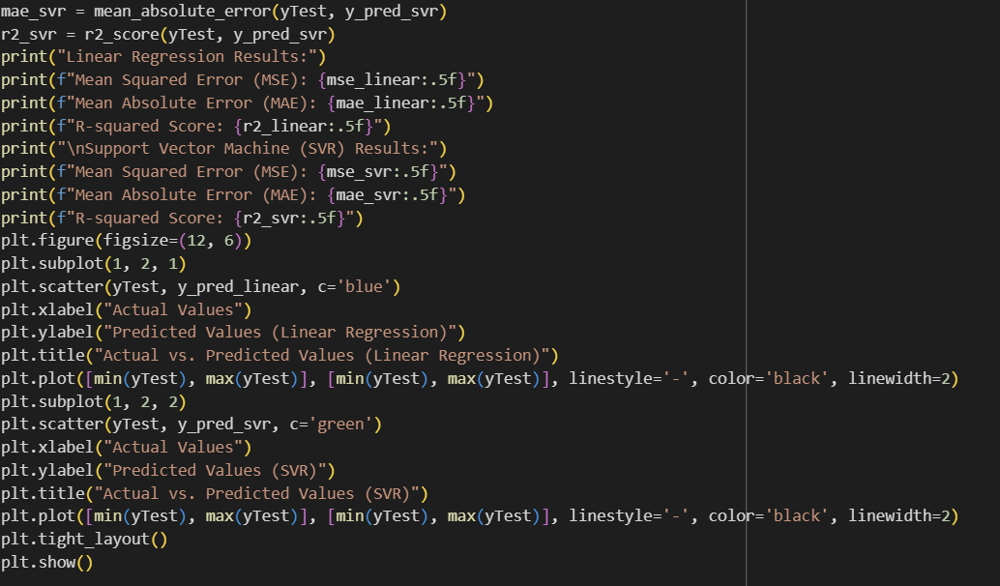 mae_svr = mean_absolute_error(yTest, y_pred_svr)
r2_svr = r2_score(yTest, y_pred_svr)
print("Linear Regression Results:")
print(f"Mean Squared Error (MSE): {mse_linear:.5f}")
print(f"Mean Absolute Error (MAE): {mae_linear:.5f}")
print(f"R-squared Score: {r2_linear:.5f}")
print("\nSupport Vector Machine (SVR) Results:")
print(f"Mean Squared Error (MSE): {mse_svr:.5f}")
print(f"Mean Absolute Error (MAE): {mae_svr:.5f}")
print(f"R-squared Score: {r2_svr:.5f}")
plt.figure(figsize=(12, 6))
plt.subplot(1, 2, 1)
plt.scatter(yTest, y_pred_linear, c='blue')
plt.xlabel("Actual Values")
plt.ylabel("Predicted Values (Linear Regression)")
plt.title("Actual vs. Predicted Values (Linear Regression)")
plt.plot([min(yTest), max(yTest)], [min(yTest), max(yTest)], linestyle='-', color='black', linewidth=2)
plt.subplot(1, 2, 2)
plt.scatter(yTest, y_pred_svr, c='green')
plt.xlabel("Actual Values")
plt.ylabel("Predicted Values (SVR)")
plt.title("Actual vs. Predicted Values (SVR)")
plt.plot([min(yTest), max(yTest)], [min(yTest), max(yTest)], linestyle='-', color='black', linewidth=2)
plt.tight_layout()
plt.show()